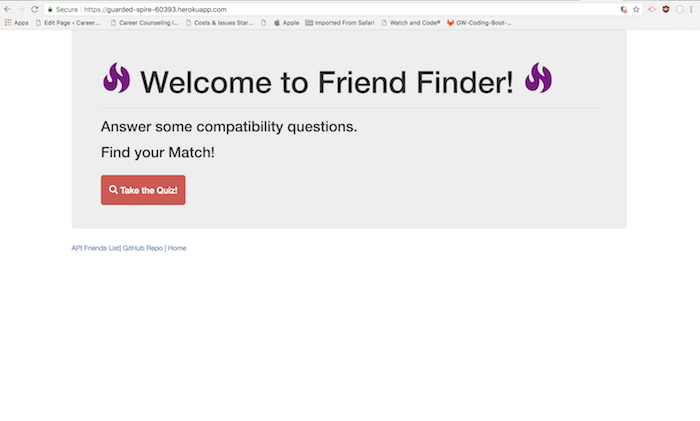 Secure https://guarded-spire-60393.herokuapp.com
Apps Edit Page ‹ Career... Career Counseling i... Costs & Issues Star... Apple Imported From Safari Watch and Code® GW-Coding-Boot-...
Welcome to Friend Finder!
Answer some compatibility questions.
Find your Match!
Take the Quiz!
API Friends List| GitHub Repo | Home